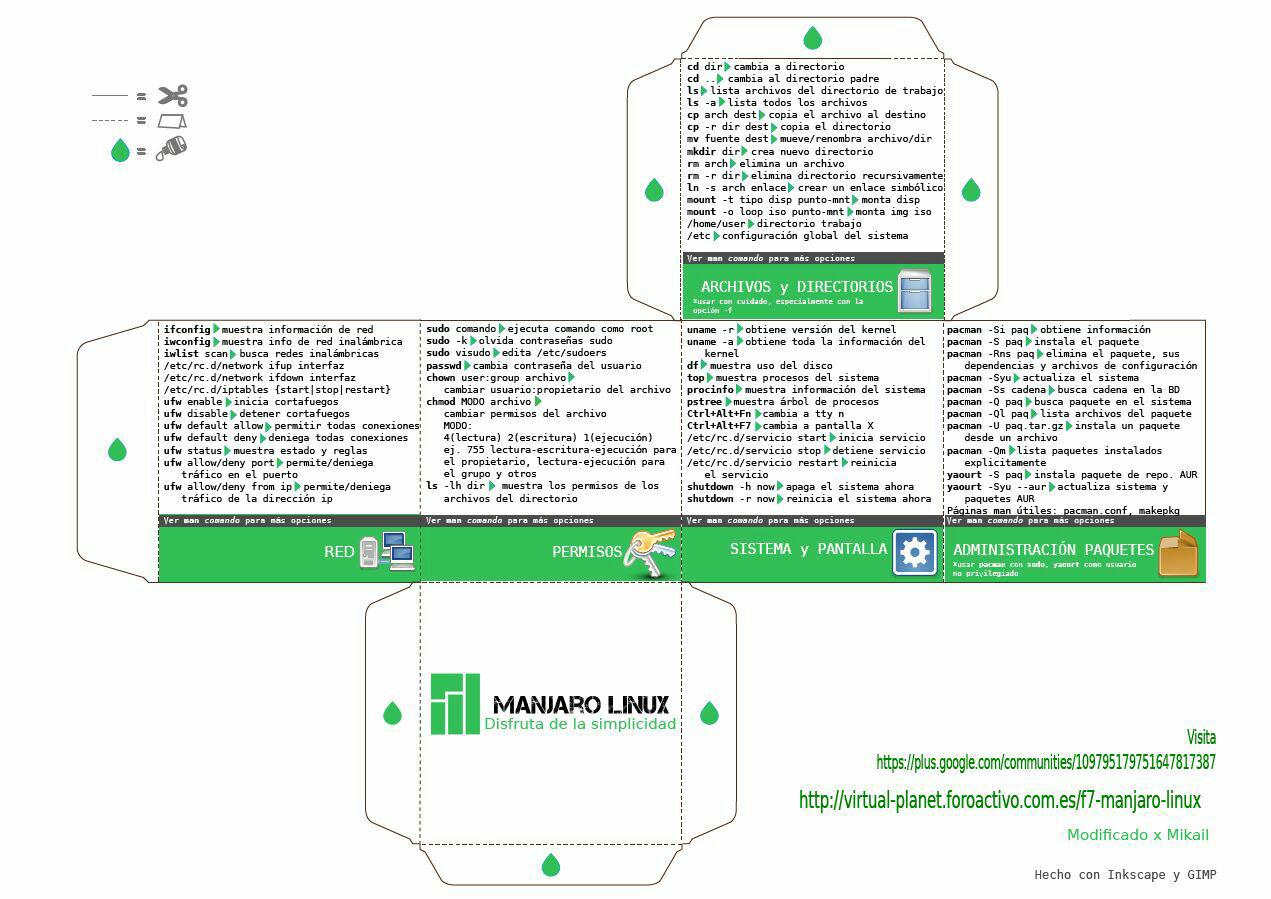 =
=
=
cd dir▶cambia a directorio
cd ..▶ cambia al directorio padre
ls▶lista archivos del directorio de trabajo
ls -a▶lista todos los archivos
cp arch dest▶copia el archivo al destino
cp -r dir dest▶copia el directorio
mv fuente dest▶mueve/renombra archivo/dir
mkdir dir▶crea nuevo directorio
rm arch▶elimina un archivo
rm -r dir▶elimina directorio recursivamente
ln -s arch enlace▶crear un enlace simbólico
mount -t tipo disp punto-mnt▶monta disp
mount -o loop iso punto-mnt▶monta img iso
/home/user▶directorio trabajo
/etc▶configuración global del sistema
Ver man comando para más opciones
ARCHIVOS y DIRECTORIOS
*usar con cuidado, especialmente con la
opción -f
ifconfig▶muestra información de red
iwconfig▶muestra info de red inalámbrica
iwlist scan▶busca redes inalámbricas
/etc/rc.d/network ifup interfaz
/etc/rc.d/network ifdown interfaz
/etc/rc.d/iptables {start|stop|restart}
ufw enable▶inicia cortafuegos
ufw disable▶detener cortafuegos
ufw default allow▶permitir todas conexiones
ufw default deny▶deniega todas conexiones
ufw status▶muestra estado y reglas
ufw allow/deny port▶permite/deniega
tráfico en el puerto
ufw allow/deny from ip▶permite/deniega
tráfico de la dirección ip
Ver man comando para más opciones
RED
sudo comando▶ejecuta comando como root
sudo -k▶olvida contraseñas sudo
sudo visudo▶edita /etc/sudoers
passwd▶cambia contraseña del usuario
chown user:group archivo▶
cambiar usuario:propietario del archivo
chmod MODO archivo▶
cambiar permisos del archivo
MODO:
4(lectura) 2(escritura) 1(ejecución)
ej. 755 lectura-escritura-ejecución para
el propietario, lectura-ejecución para
el grupo y otros
ls -lh dir▶ muestra los permisos de los
archivos del directorio
Ver man comando para más opciones
PERMISOS
uname -r▶obtiene versión del kernel
uname -a▶obtiene toda la información del
kernel
df▶muestra uso del disco
top▶muestra procesos del sistema
procinfo▶muestra información del sistema
pstree▶muestra árbol de procesos
Ctrl+Alt+Fn▶cambia a tty n
Ctrl+Alt+F7▶cambia a pantalla X
/etc/rc.d/servicio start▶inicia servicio
/etc/rc.d/servicio stop▶detiene servicio
/etc/rc.d/servicio restart▶reinicia
el servicio
shutdown -h now▶apaga el sistema ahora
shutdown -r now▶reinicia el sistema ahora
Ver man comando para más opciones
SISTEMA y PANTALLA
pacman -Si paq▶obtiene información
pacman -S paq▶instala el paquete
pacman -Rns paq▶elimina el paquete, sus
dependencias y archivos de configuración
pacman -Syu▶actualiza el sistema
pacman -Ss cadena▶busca cadena en la BD
pacman -Q paq▶busca paquete en el sistema
pacman -Ql paq▶lista archivos del paquete
pacman -U paq.tar.gz▶instala un paquete
desde un archivo
pacman -Qm▶lista paquetes instalados
explicitamente
yaourt -S paq▶instala paquete de repo. AUR
yaourt -Syu --aur▶actualiza sistema y
paquetes AUR
Páginas man útiles: pacman.conf, makepkg
Ver man comando para más opciones
ADMINISTRACIÓN PAQUETES
*usar pacman con sudo, yaourt como usuario
no privilegiado
MANJARO LINUX
Disfruta de la simplicidad
Visita
https://plus.google.com/communities/109795179751647817387
http://virtual-planet.foroactivo.com.es/f7-manjaro-linux
Modificado x Mikail
Hecho con Inkscape y GIMP